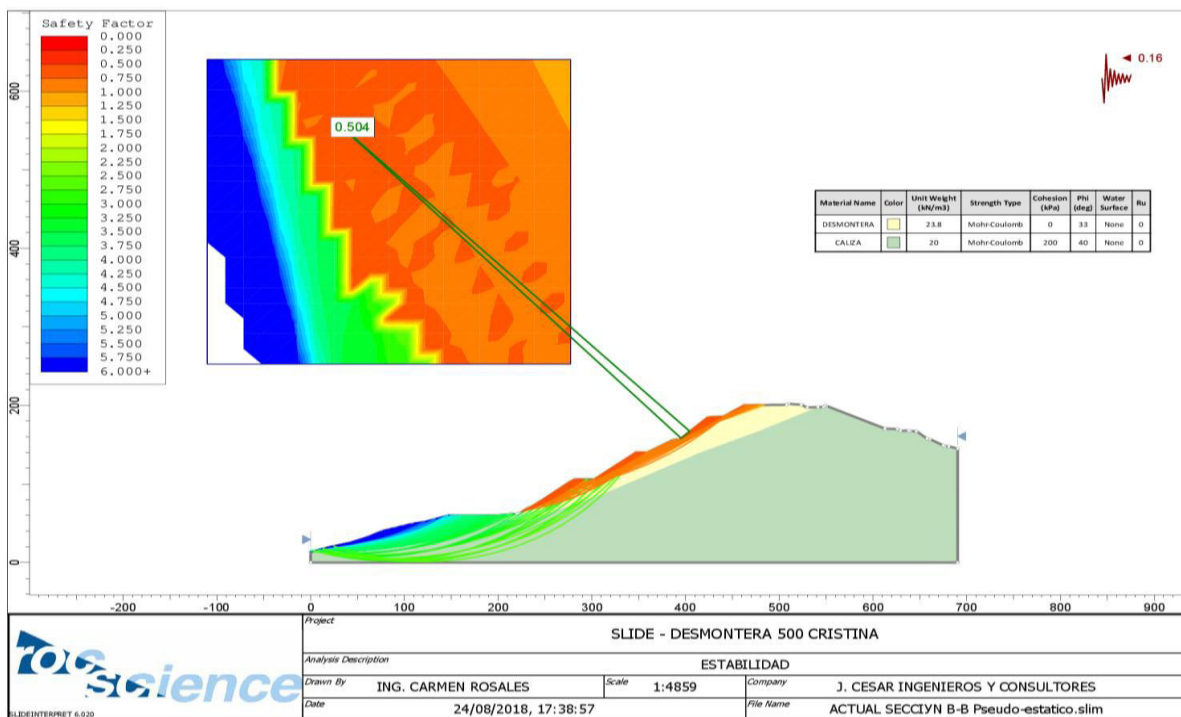 Safety Factor
0.000
0.250
0.500
0.750
1.000
1.250
1.500
1.750
2.000
2.250
2.500
2.750
3.000
3.250
3.500
3.750
4.000
4.250
4.500
4.750
5.000
5.250
5.500
5.750
6.000+
0.504
0.16
Material Name Color Unit Weight (kN/m3) Strength Type Cohesion (kPa) Phi (deg) Water Surface Ru
DESMONTERA 23.8 Mohr-Coulomb 0 33 None 0
CALIZA 20 Mohr-Coulomb 200 40 None 0
600
400
200
0
-200 -100 0 100 200 300 400 500 600 700 800 900
rocscience
SLIDEINTERPRET 6.020
Project
SLIDE - DESMONTERA 500 CRISTINA
Analysis Description
ESTABILIDAD
Drawn By ING. CARMEN ROSALES Scale 1:4859 Company J. CESAR INGENIEROS Y CONSULTORES
Date 24/08/2018, 17:38:57 File Name ACTUAL SECCIYN B-B Pseudo-estatico.slim